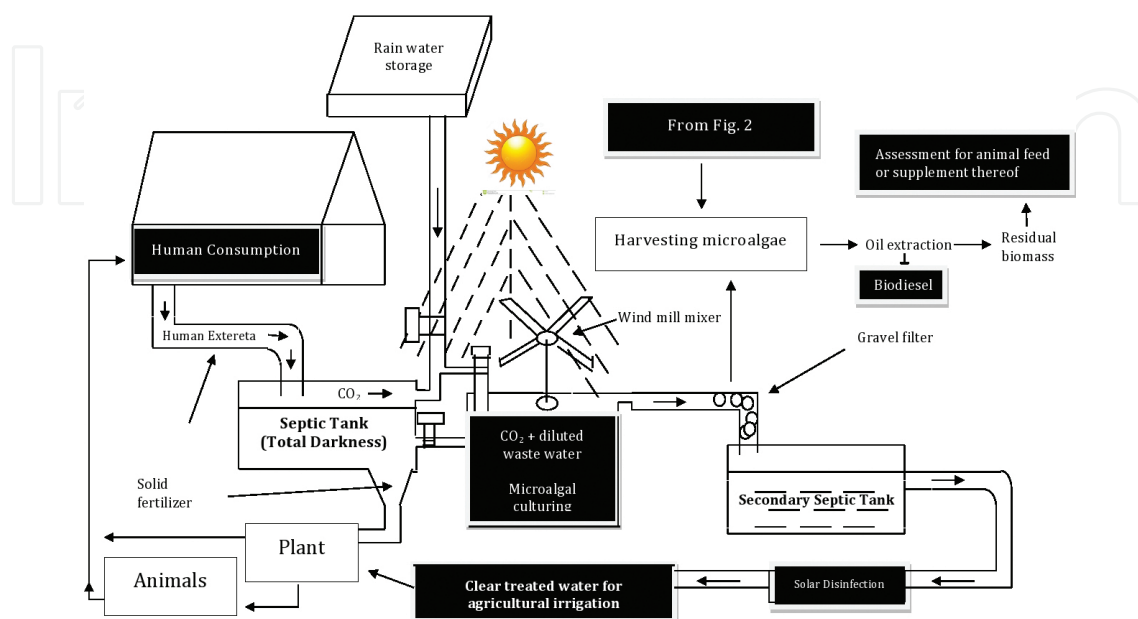 Rain water
storage
From Fig. 2
Assessment for animal feed
or supplement thereof
Human Consumption
Harvesting microalgae
Oil extraction
Residual
biomass
Biodiesel
Wind mill mixer
Human Extereta
Gravel filter
CO₂
Septic Tank
(Total Darkness)
CO₂ + diluted
waste water
Microalgal
culturing
Solid
fertilizer
Secondary Septic Tank
Plant
Animals
Clear treated water for
agricultural irrigation
Solar Disinfection